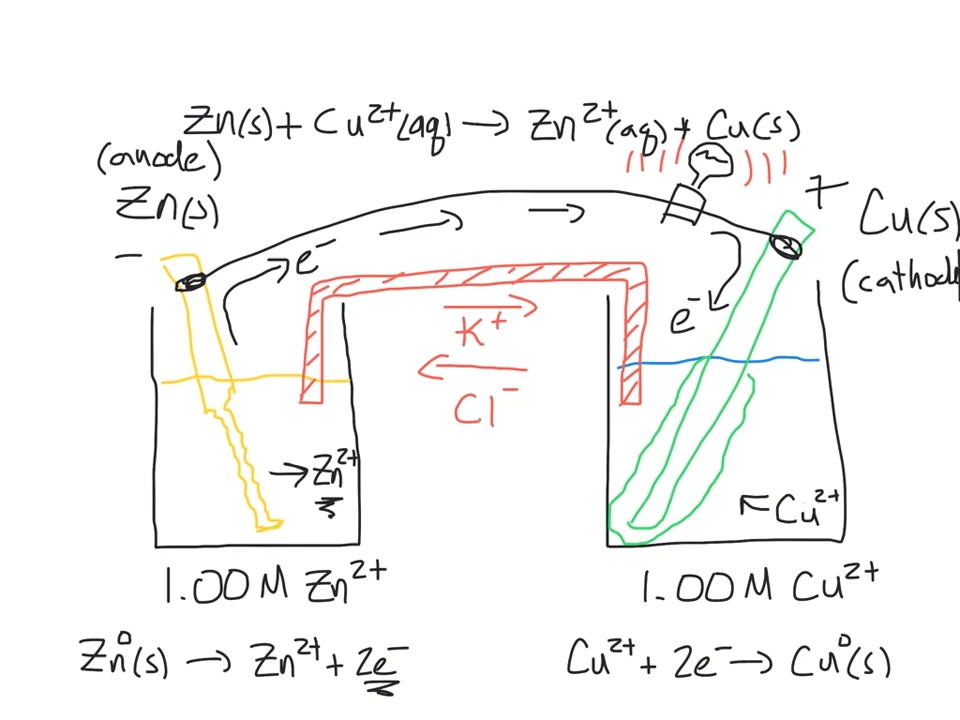 Zn(s) + Cu²⁺(aq) → Zn²⁺(aq) + Cu(s)
(anode)
Zn(s)
−
+
Cu(s)
(cathode
e⁻
e⁻
K⁺
Cl⁻
→ Zn²⁺
← Cu²⁺
1.00 M Zn²⁺
1.00 M Cu²⁺
Zn⁰(s) → Zn²⁺ + 2e⁻
Cu²⁺ + 2e⁻ → Cu⁰(s)